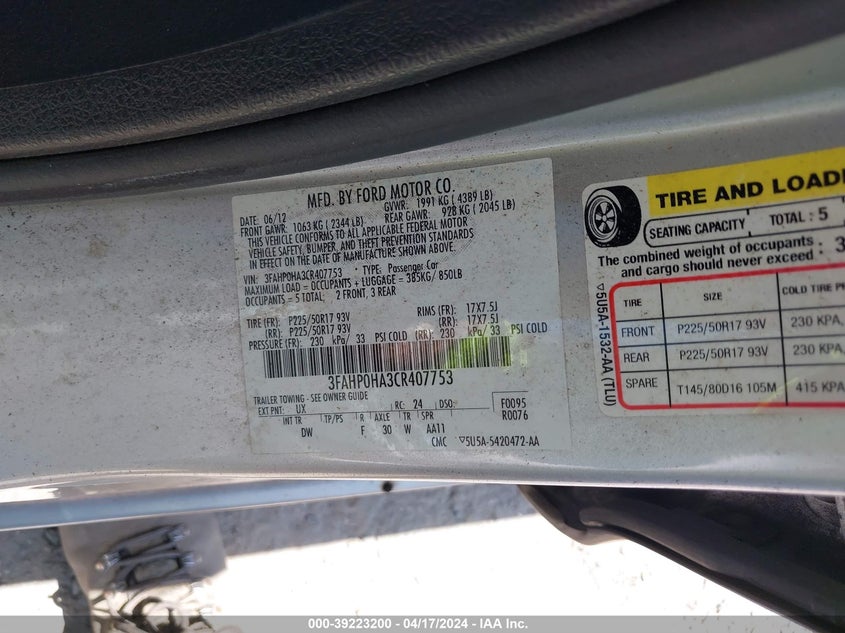 MFD. BY FORD MOTOR CO.
DATE: 06/12 GVWR: 1991 KG ( 4389 LB)
FRONT GAWR: 1063 KG ( 2344 LB) REAR GAWR: 928 KG ( 2045 LB)
THIS VEHICLE CONFORMS TO ALL APPLICABLE FEDERAL MOTOR
VEHICLE SAFETY, BUMPER, AND THEFT PREVENTION STANDARDS
IN EFFECT ON THE DATE OF MANUFACTURE SHOWN ABOVE.
VIN: 3FAHP0HA3CR407753 TYPE: Passenger Car
MAXIMUM LOAD = OCCUPANTS + LUGGAGE = 385KG/ 850LB
OCCUPANTS = 5 TOTAL, 2 FRONT, 3 REAR
TIRE (FR): P225/50R17 93V RIMS (FR): 17X7.5J
(RR): P225/50R17 93V (RR): 17X7.5J
PRESSURE (FR): 230 kPa/ 33 PSI COLD (RR): 230 kPa/ 33 PSI COLD
3FAHP0HA3CR407753
TRAILER TOWING - SEE OWNER GUIDE
EXT PNT: UX RC: 24 DSO: F0095
R0076
INT TR TP/PS R AXLE TR SPR
DW F 30 W AA11
CMC ▽5U5A-5420472-AA
TIRE AND LOADI
SEATING CAPACITY TOTAL : 5
The combined weight of occupants
and cargo should never exceed : 3
TIRE SIZE COLD TIRE PR
FRONT P225/50R17 93V 230 KPA,
REAR P225/50R17 93V 230 KPA,
SPARE T145/80D16 105M 415 KPA
▽5U5A-1532-AA (TLU)
000-39223200 - 04/17/2024 - IAA Inc.